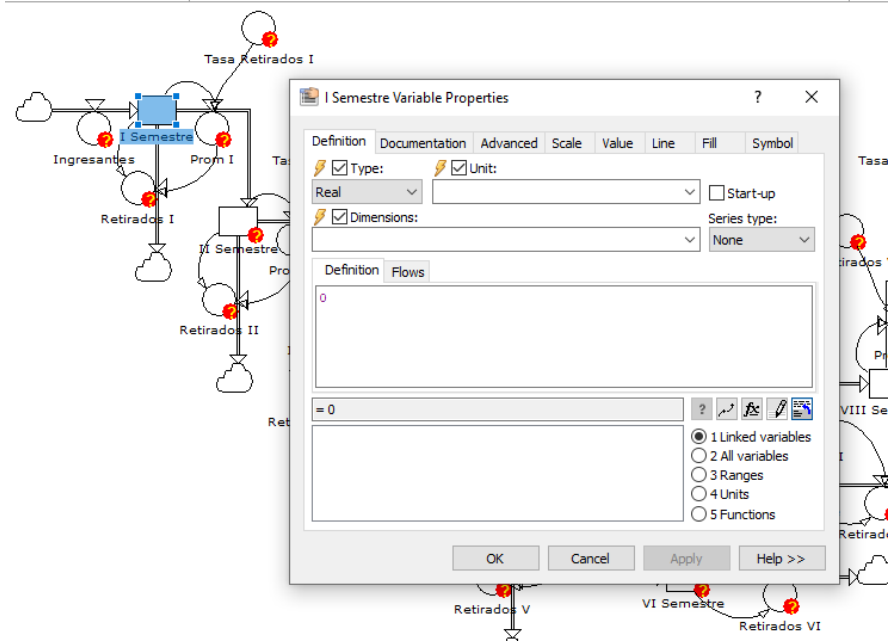 Tasa Retirados I
I Semestre
Ingresantes
Prom I
Retirados I
II Semestre
Retirados II
I Semestre Variable Properties
?
Definition
Documentation
Advanced
Scale
Value
Line
Fill
Symbol
Type:
Unit:
Real
Start-up
Dimensions:
Series type:
None
Definition
Flows
0
= 0
?
fx
1 Linked variables
2 All variables
3 Ranges
4 Units
5 Functions
OK
Cancel
Apply
Help >>
Tasa
VIII Se
Retirados V
VI Semestre
Retirados VI